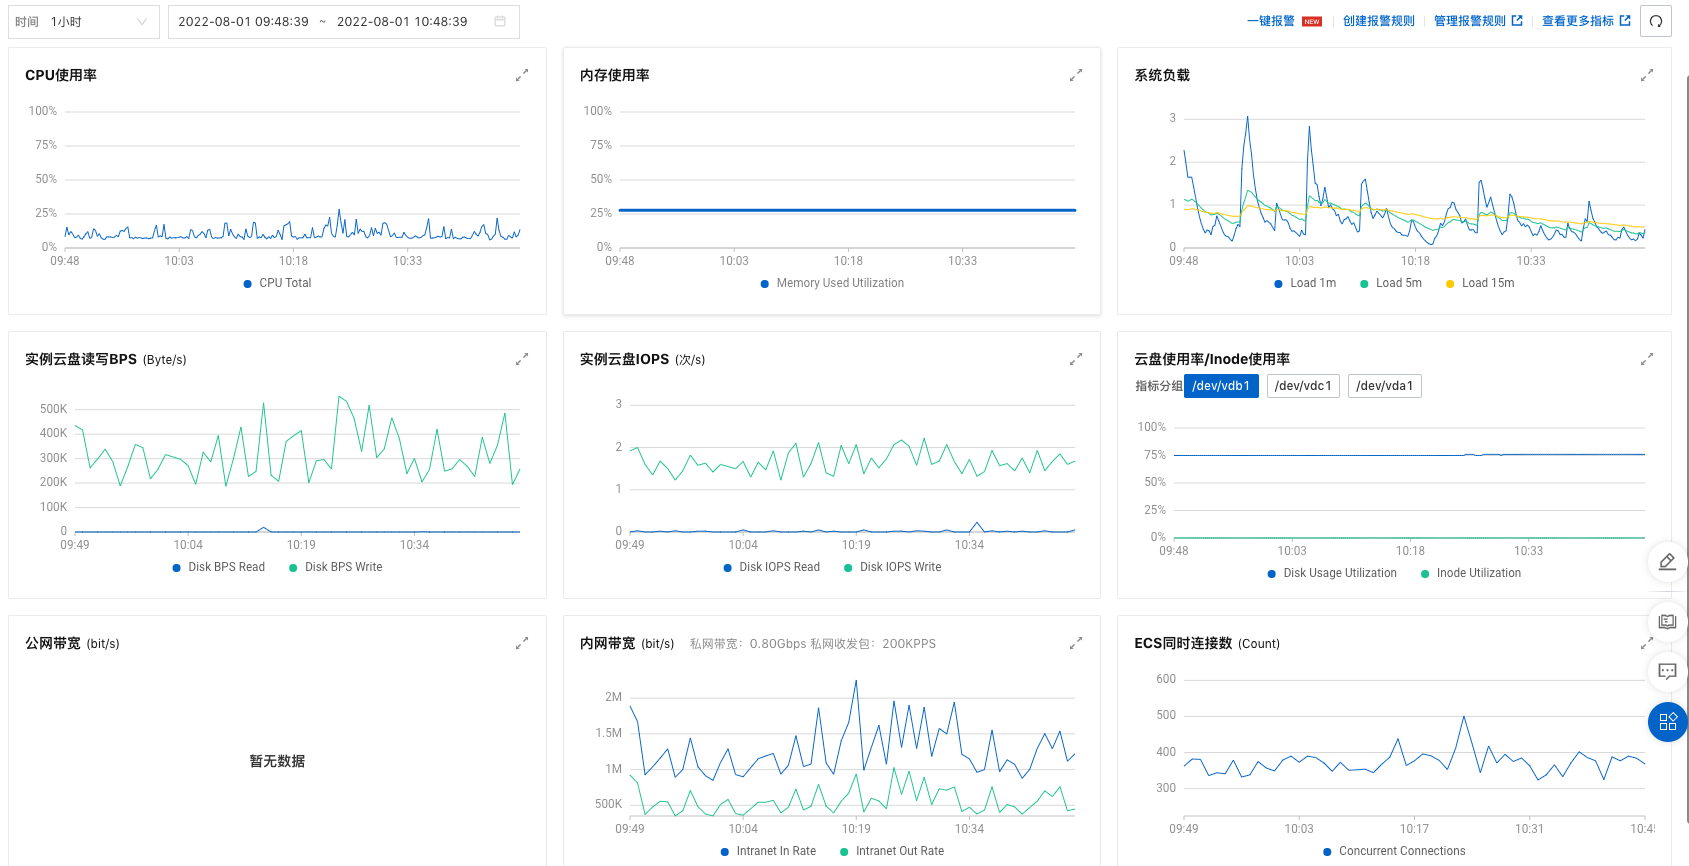 时间 1小时 2022-08-01 09:48:39 ~ 2022-08-01 10:48:39 一键报警 NEW 创建报警规则 管理报警规则 查看更多指标
CPU使用率
100%
75%
50%
25%
0%
09:48 10:03 10:18 10:33
CPU Total
内存使用率
100%
75%
50%
25%
0%
09:48 10:03 10:18 10:33
Memory Used Utilization
系统负载
3
2
1
0
09:48 10:03 10:18 10:33
Load 1m Load 5m Load 15m
实例云盘读写BPS (Byte/s)
500K
400K
300K
200K
100K
0
09:49 10:04 10:19 10:34
Disk BPS Read Disk BPS Write
实例云盘IOPS (次/s)
3
2
1
0
09:49 10:04 10:19 10:34
Disk IOPS Read Disk IOPS Write
云盘使用率/Inode使用率
指标分组 /dev/vdb1 /dev/vdc1 /dev/vda1
100%
75%
50%
25%
0%
09:48 10:03 10:18 10:33
Disk Usage Utilization Inode Utilization
公网带宽 (bit/s)
暂无数据
内网带宽 (bit/s) 私网带宽：0.80Gbps 私网收发包：200KPPS
2M
1.5M
1M
500K
09:49 10:04 10:19 10:34
Intranet In Rate Intranet Out Rate
ECS同时连接数 (Count)
600
500
400
300
09:49 10:03 10:17 10:31 10:45
Concurrent Connections